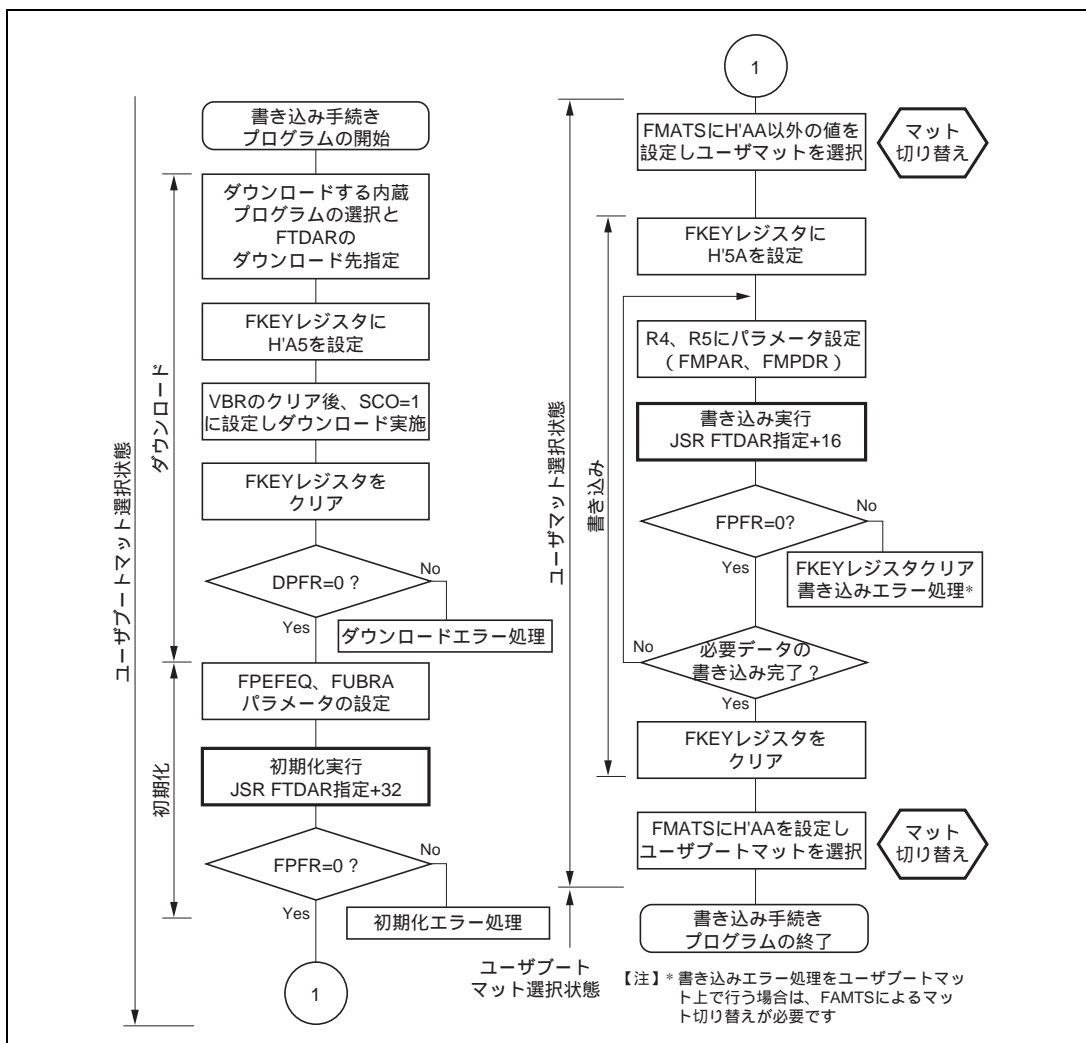 書き込み手続き
プログラムの開始
ダウンロードする内蔵
プログラムの選択と
FTDARの
ダウンロード先指定
FKEYレジスタに
H'A5を設定
VBRのクリア後、SCO=1
に設定しダウンロード実施
FKEYレジスタを
クリア
DPFR=0 ?
No
Yes
ダウンロードエラー処理
FPEFEQ、FUBRA
パラメータの設定
初期化実行
JSR FTDAR指定+32
FPFR=0 ?
No
Yes
初期化エラー処理
1
ダウンロード
初期化
ユーザブートマット選択状態
1
FMATSにH'AA以外の値を
設定しユーザマットを選択
マット
切り替え
FKEYレジスタに
H'5Aを設定
R4、R5にパラメータ設定
（FMPAR、FMPDR）
書き込み実行
JSR FTDAR指定+16
FPFR=0?
No
Yes
FKEYレジスタクリア
書き込みエラー処理*
必要データの
書き込み完了？
No
Yes
FKEYレジスタを
クリア
FMATSにH'AAを設定し
ユーザブートマットを選択
マット
切り替え
書き込み手続き
プログラムの終了
書き込み
ユーザマット選択状態
ユーザブート
マット選択状態
【注】* 書き込みエラー処理をユーザブートマッ
ト上で行う場合は、FAMTSによるマッ
ト切り替えが必要です